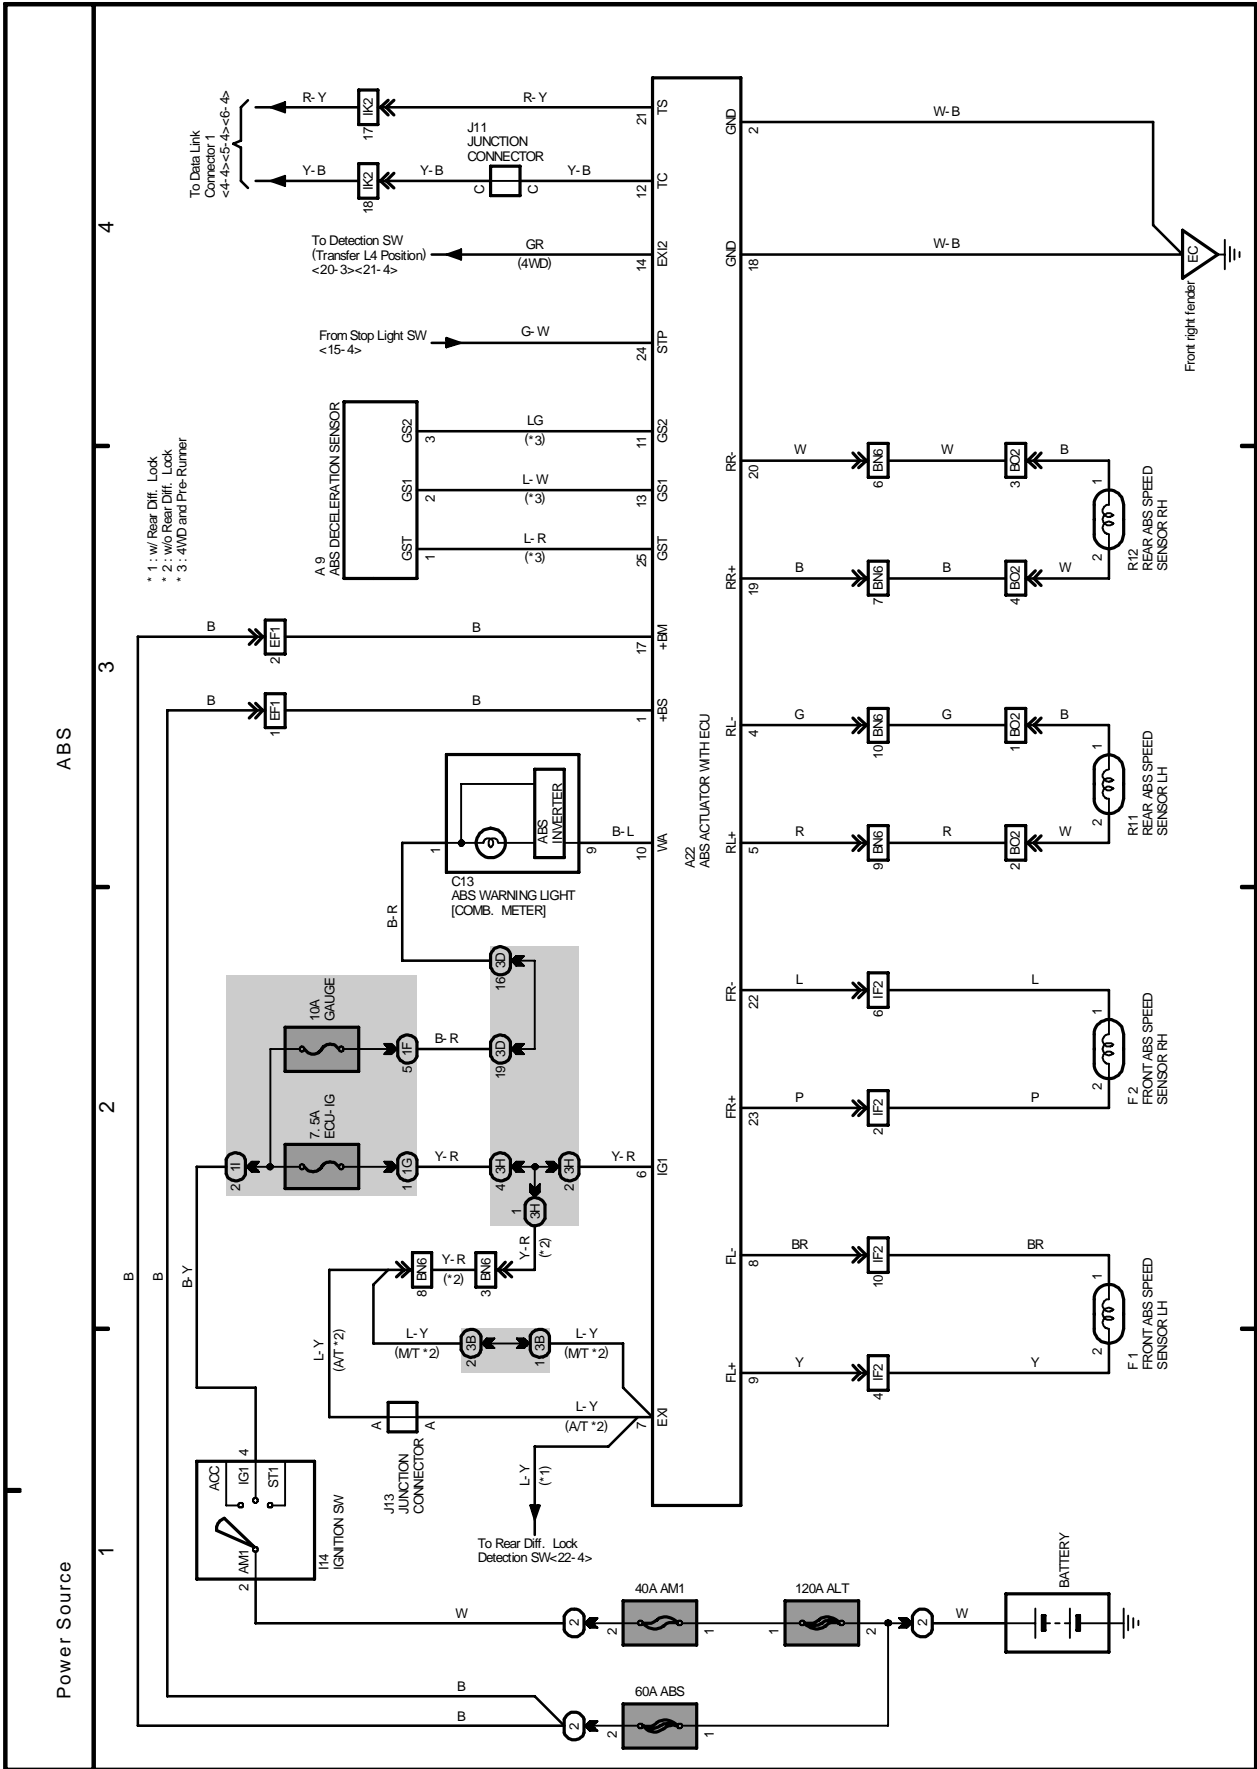 Power Source
ABS
1
2
3
4
* 1 : w/ Rear Diff. Lock
* 2 : w/o Rear Diff. Lock
* 3 : 4WD and Pre-Runner
B
B
B-Y
W
B
B
I14
IGNITION SW
AM1
2
ACC
IG1
4
ST1
2
2
2
40A AM1
1
1
120A ALT
2
2
W
BATTERY
2
60A ABS
1
2
1I
7. 5A
ECU-IG
10A
GAUGE
1
1G
5
1F
Y-R
B-R
4
3H
2
3H
1
3H
19
3D
16
3D
Y-R
Y-R
(*2)
Y-R
(*2)
8
BN6
3
BN6
L-Y
(A/T *2)
L-Y
(M/T *2)
2
3B
1
3B
L-Y
(M/T *2)
A
A
J13
JUNCTION
CONNECTOR
L-Y
(A/T *2)
L-Y
(*1)
To Rear Diff. Lock
Detection SW<22-4>
B-R
1
ABS
INVERTER
9
C13
ABS WARNING LIGHT
[COMB. METER]
B-L
B
1
EF1
B
B
2
EF1
B
A 9
ABS DECELERATION SENSOR
GST
1
GS1
2
GS2
3
L-R
(*3)
L-W
(*3)
LG
(*3)
From Stop Light SW
<15-4>
G-W
To Detection SW
(Transfer L4 Position)
<20-3><21-4>
GR
(4WD)
To Data Link
Connector 1
<4-4><5-4><6-4>
Y-B
18
IK2
Y-B
C
C
J11
JUNCTION
CONNECTOR
Y-B
R-Y
17
IK2
R-Y
7
EXI
6
IG1
10
WA
1
+BS
17
+BM
25
GST
13
GS1
11
GS2
24
STP
14
EXI2
12
TC
21
TS
A22
ABS ACTUATOR WITH ECU
FL+
9
FL-
8
FR+
23
FR-
22
RL+
5
RL-
4
RR+
19
RR-
20
GND
18
GND
2
Y
4
IF2
Y
BR
10
IF2
BR
2
1
F 1
FRONT ABS SPEED
SENSOR LH
P
2
IF2
P
L
6
IF2
L
2
1
F 2
FRONT ABS SPEED
SENSOR RH
R
9
BN6
R
2
BO2
W
G
10
BN6
G
1
BO2
B
2
1
R11
REAR ABS SPEED
SENSOR LH
B
7
BN6
B
4
BO2
W
W
6
BN6
W
3
BO2
B
2
1
R12
REAR ABS SPEED
SENSOR RH
W-B
W-B
EC
Front right fender